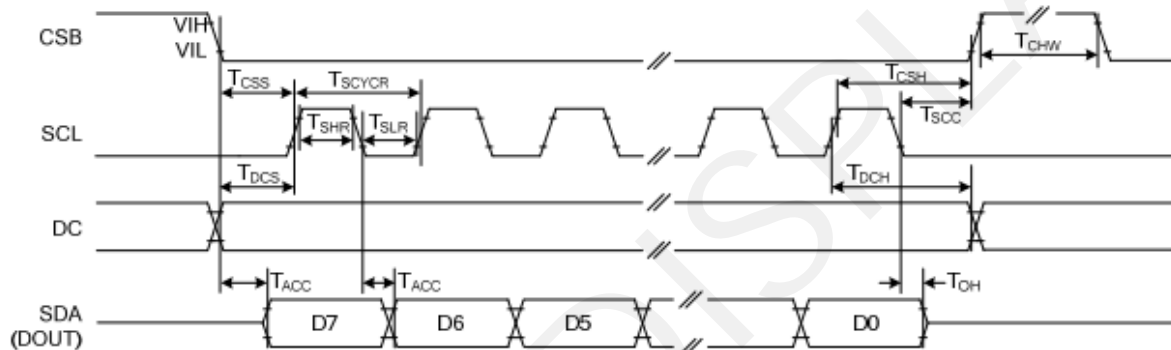 CSB
VIH
VIL
TCHW
TCSS
TSCYCR
TCSH
TSCC
SCL
TSHR
TSLR
TDCS
TDCH
DC
TACC
TACC
TOH
SDA
(DOUT)
D7
D6
D5
D0
DISPL